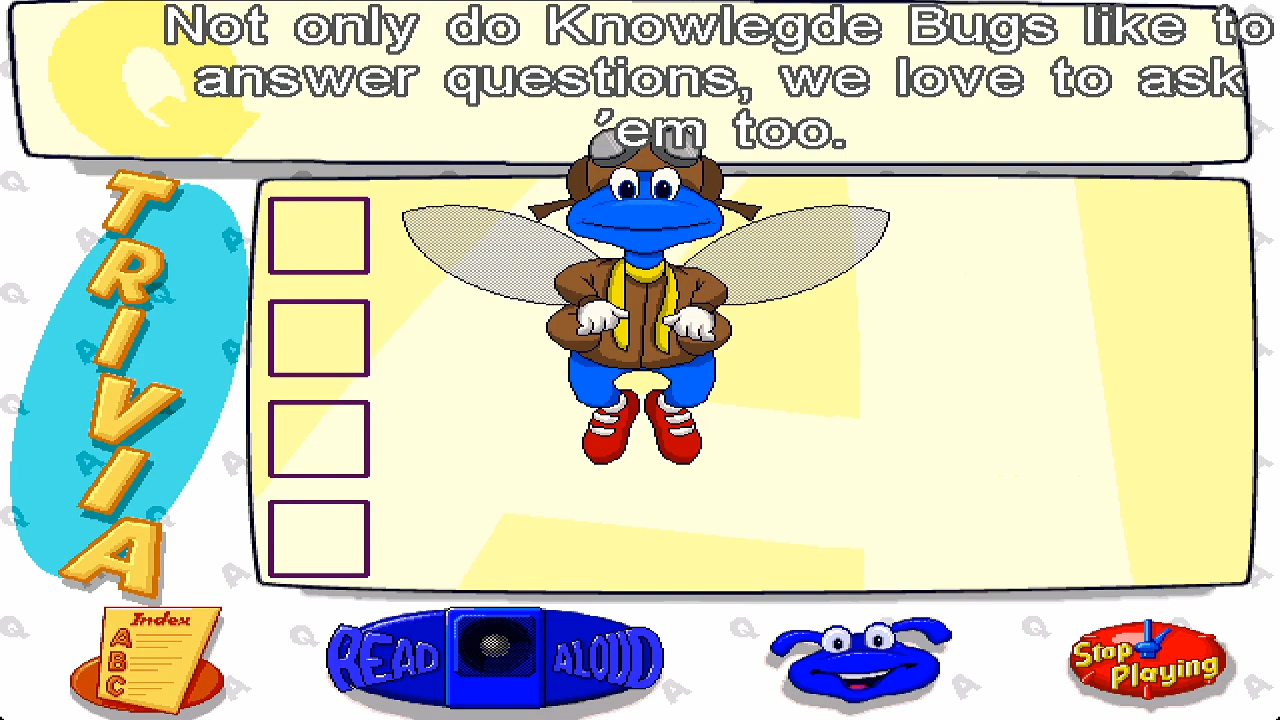 Not only do Knowlegde Bugs like to
answer questions, we love to ask
'em too.
TRIVIA
Index
A
B
C
READ ALOUD
Stop
Playing